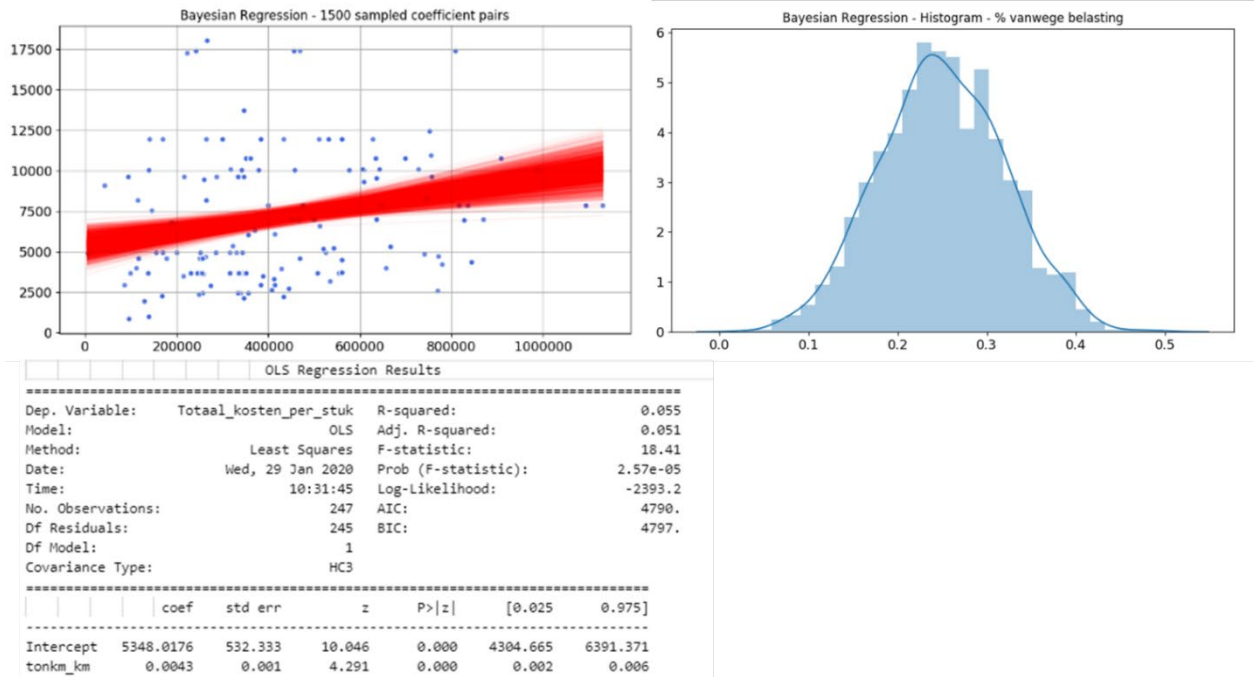 Bayesian Regression - 1500 sampled coefficient pairs
17500
15000
12500
10000
7500
5000
2500
0
0 200000 400000 600000 800000 1000000
Bayesian Regression - Histogram - % vanwege belasting
6
5
4
3
2
1
0
0.0 0.1 0.2 0.3 0.4 0.5
OLS Regression Results
Dep. Variable: Totaal_kosten_per_stuk R-squared: 0.055
Model: OLS Adj. R-squared: 0.051
Method: Least Squares F-statistic: 18.41
Date: Wed, 29 Jan 2020 Prob (F-statistic): 2.57e-05
Time: 10:31:45 Log-Likelihood: -2393.2
No. Observations: 247 AIC: 4790.
Df Residuals: 245 BIC: 4797.
Df Model: 1
Covariance Type: HC3
coef std err z P>|z| [0.025 0.975]
Intercept 5348.0176 532.333 10.046 0.000 4304.665 6391.371
tonkm_km 0.0043 0.001 4.291 0.000 0.002 0.006